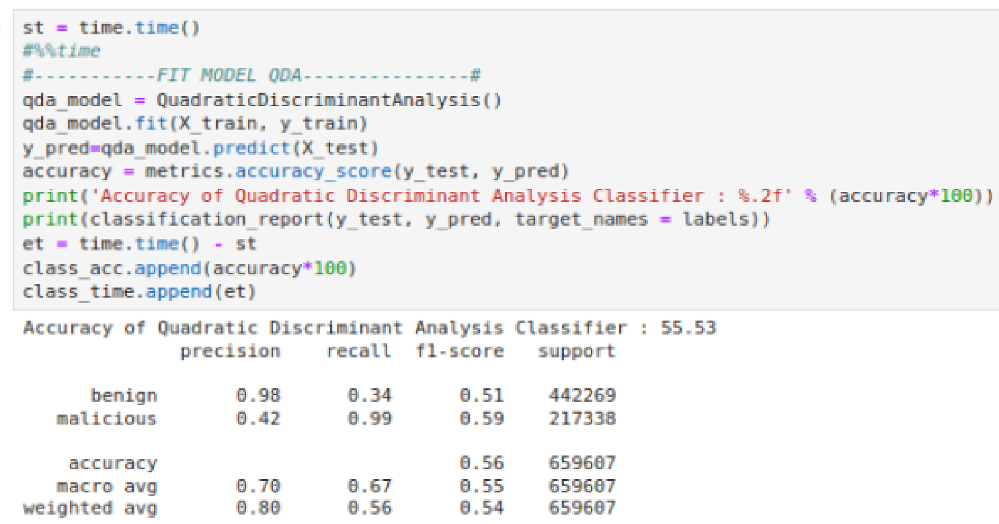 st = time.time()
#%%time
#-----------FIT MODEL QDA---------------#
qda_model = QuadraticDiscriminantAnalysis()
qda_model.fit(X_train, y_train)
y_pred=qda_model.predict(X_test)
accuracy = metrics.accuracy_score(y_test, y_pred)
print('Accuracy of Quadratic Discriminant Analysis Classifier : %.2f' % (accuracy*100))
print(classification_report(y_test, y_pred, target_names = labels))
et = time.time() - st
class_acc.append(accuracy*100)
class_time.append(et)
Accuracy of Quadratic Discriminant Analysis Classifier : 55.53
precision recall f1-score support
benign 0.98 0.34 0.51 442269
malicious 0.42 0.99 0.59 217338
accuracy 0.56 659607
macro avg 0.70 0.67 0.55 659607
weighted avg 0.80 0.56 0.54 659607